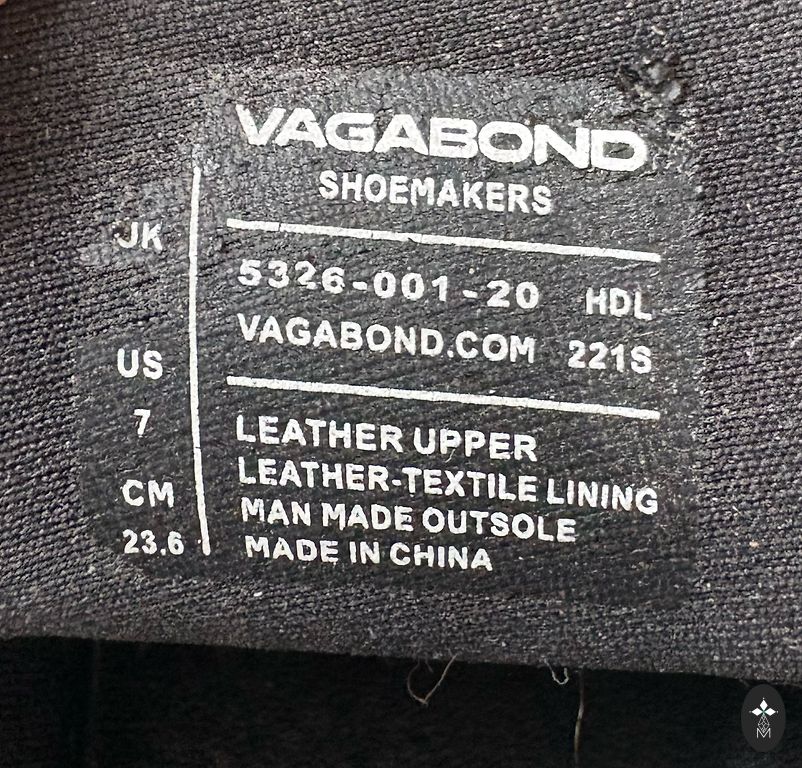 VAGABOND
SHOEMAKERS
UK
5326-001-20 HDL
VAGABOND.COM 221S
US
7
LEATHER UPPER
LEATHER-TEXTILE LINING
CM
MAN MADE OUTSOLE
23.6
MADE IN CHINA
M